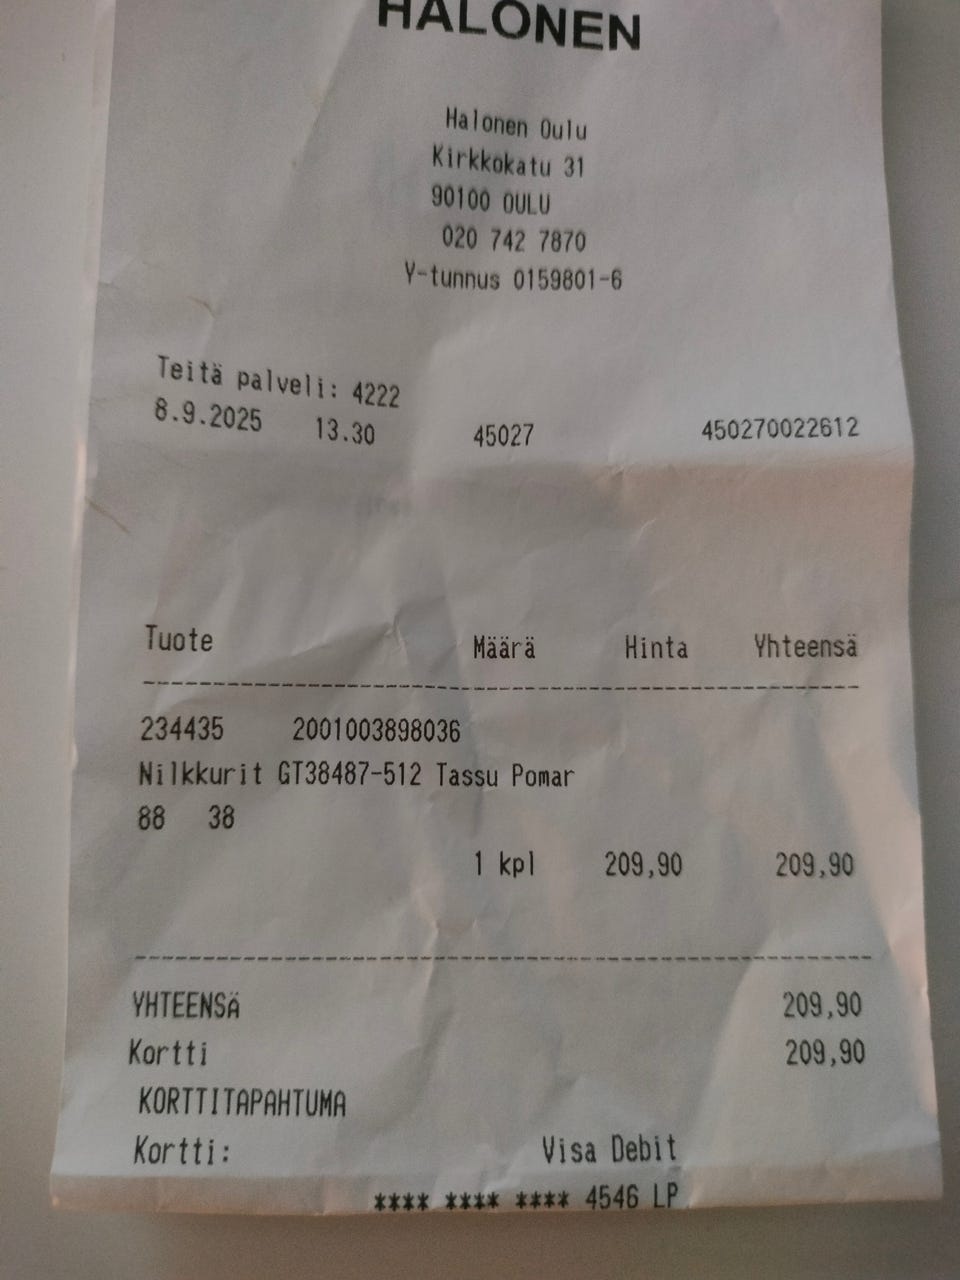 HALONEN
Halonen Oulu
Kirkkokatu 31
90100 OULU
020 742 7870
Y-tunnus 0159801-6
Teitä palveli: 4222
8.9.2025 13.30 45027 450270022612
Tuote Määrä Hinta Yhteensä
234435 2001003898036
Nilkkurit GT38487-512 Tassu Pomar
88 38
1 kpl 209,90 209,90
YHTEENSÄ 209,90
Kortti 209,90
KORTTITAPAHTUMA
Kortti: Visa Debit
**** **** **** 4546 LP